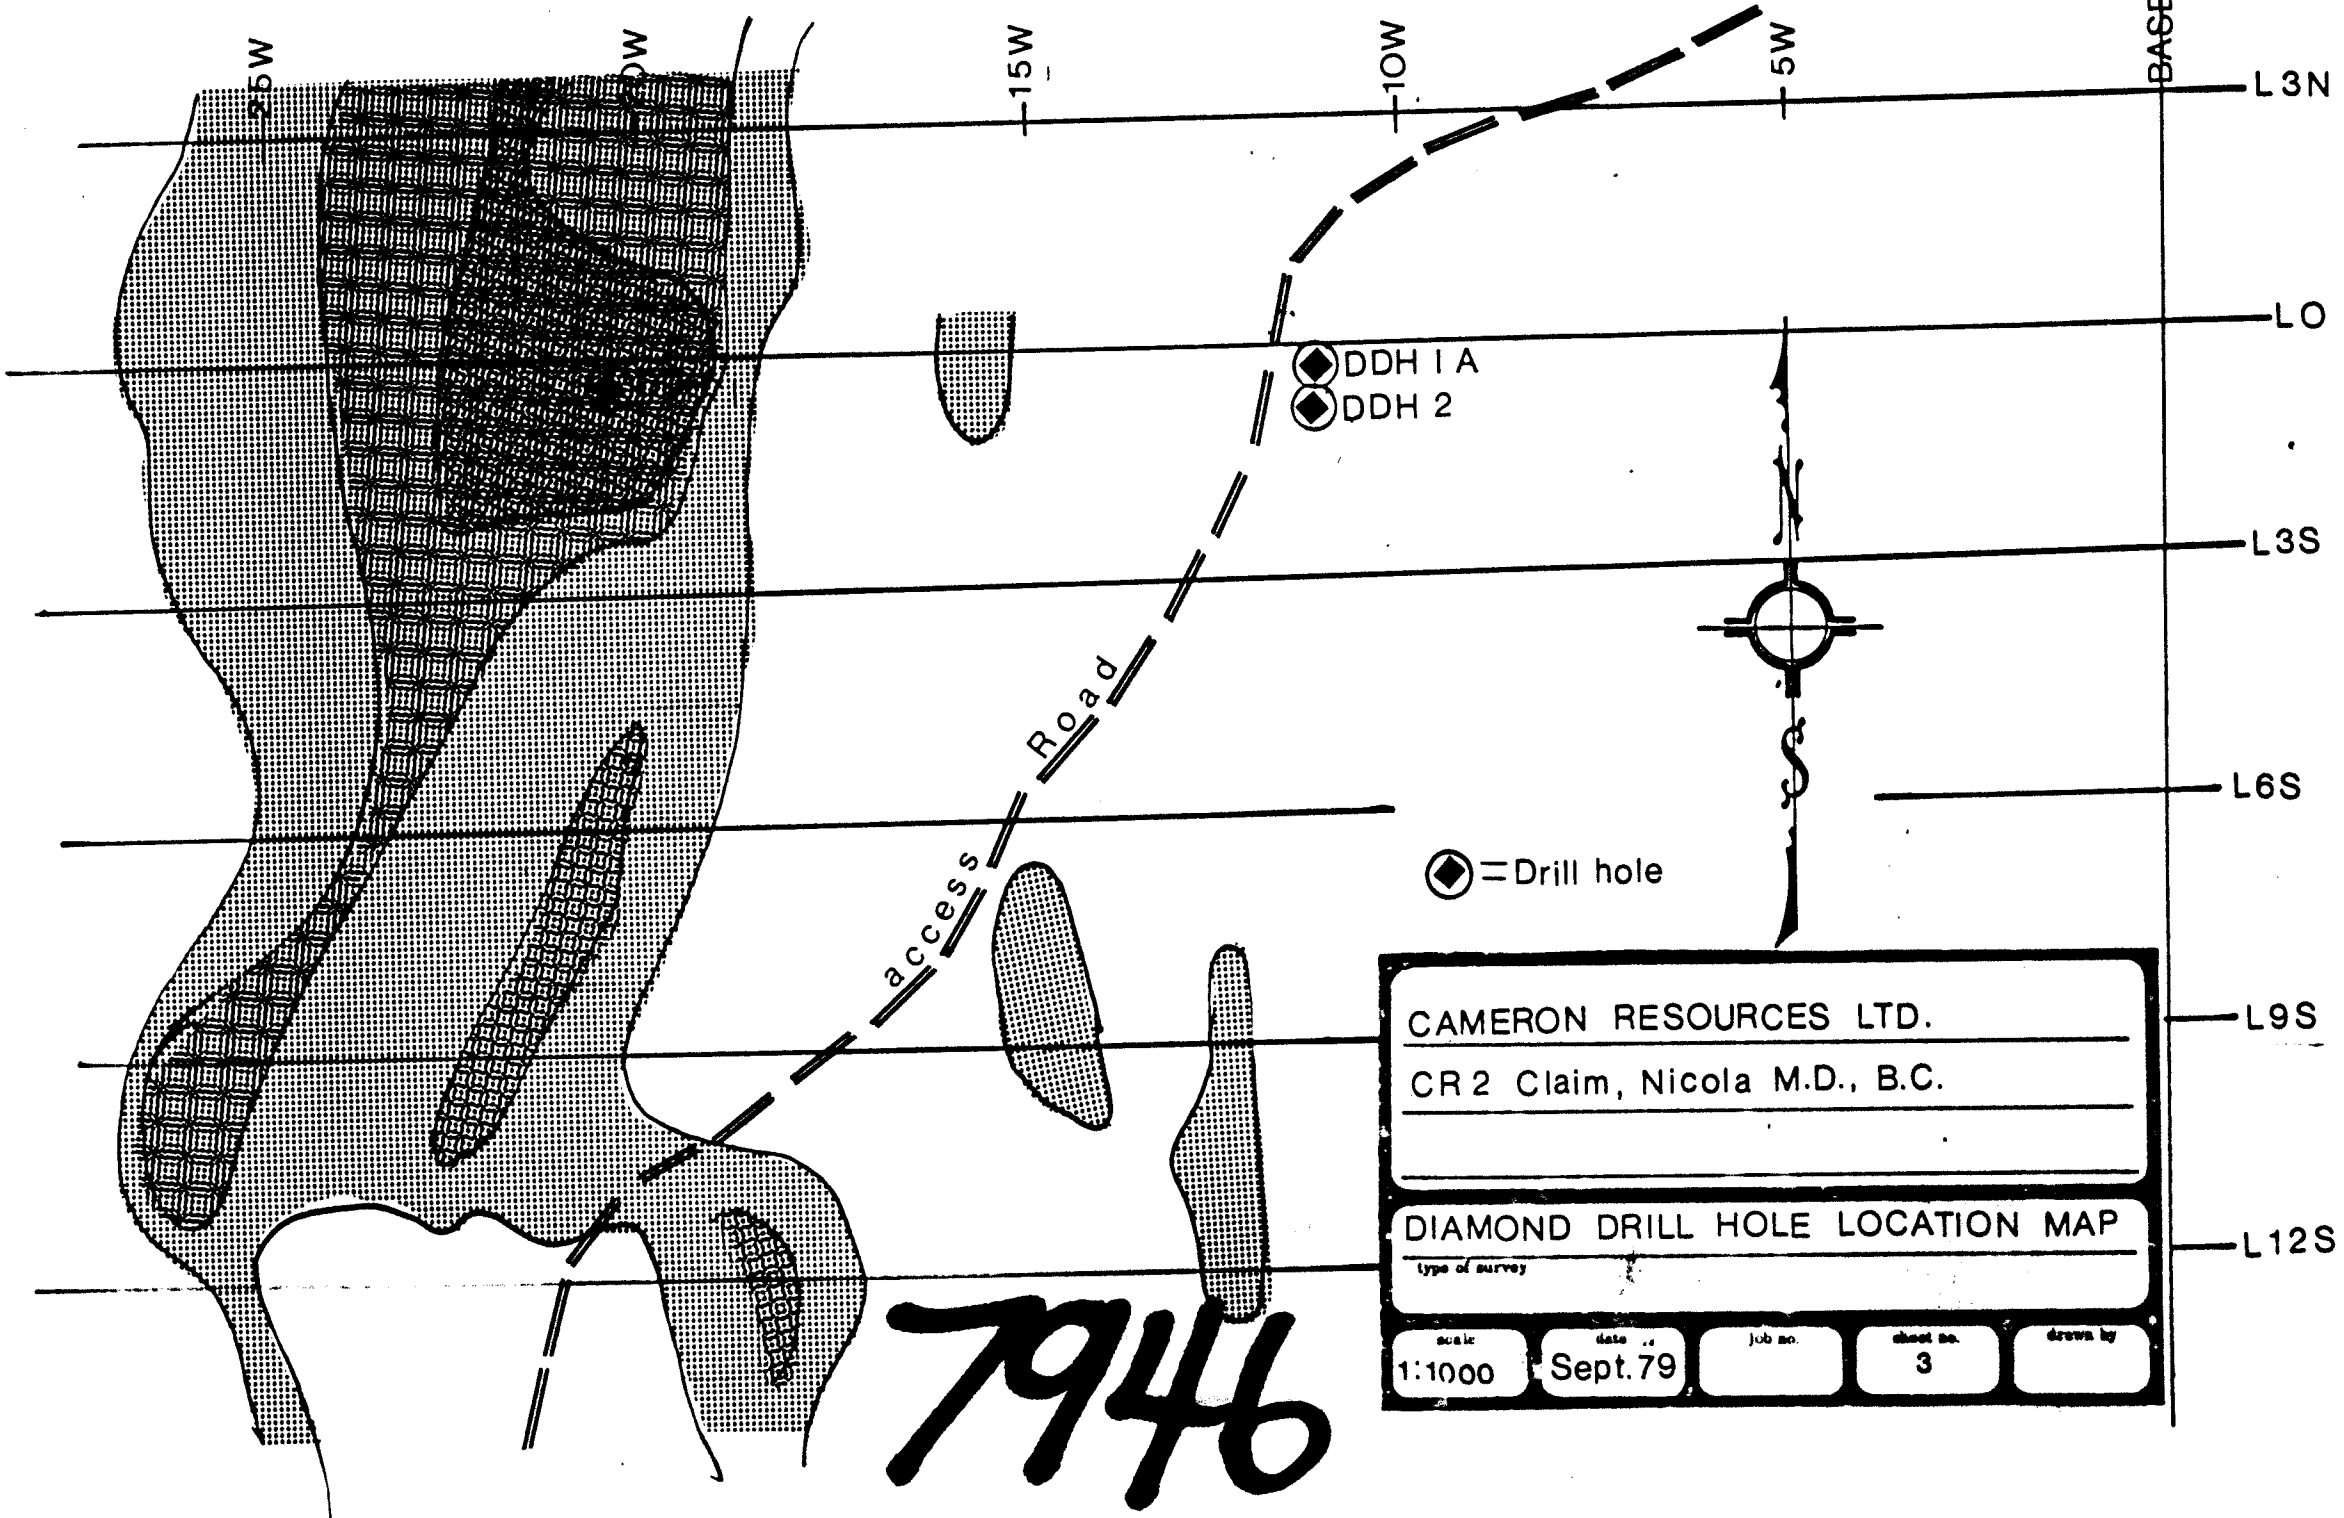 25W
15W
10W
5W
BASE
L3N
L0
DDH 1A
DDH 2
L3S
N
access Road
S
L6S
=Drill hole
CAMERON RESOURCES LTD.
L9S
CR2 Claim, Nicola M.D., B.C.
DIAMOND DRILL HOLE LOCATION MAP
L12S
type of survey
scale
date
job no.
sheet no.
drawn by
1:1000
Sept.79
3
7946